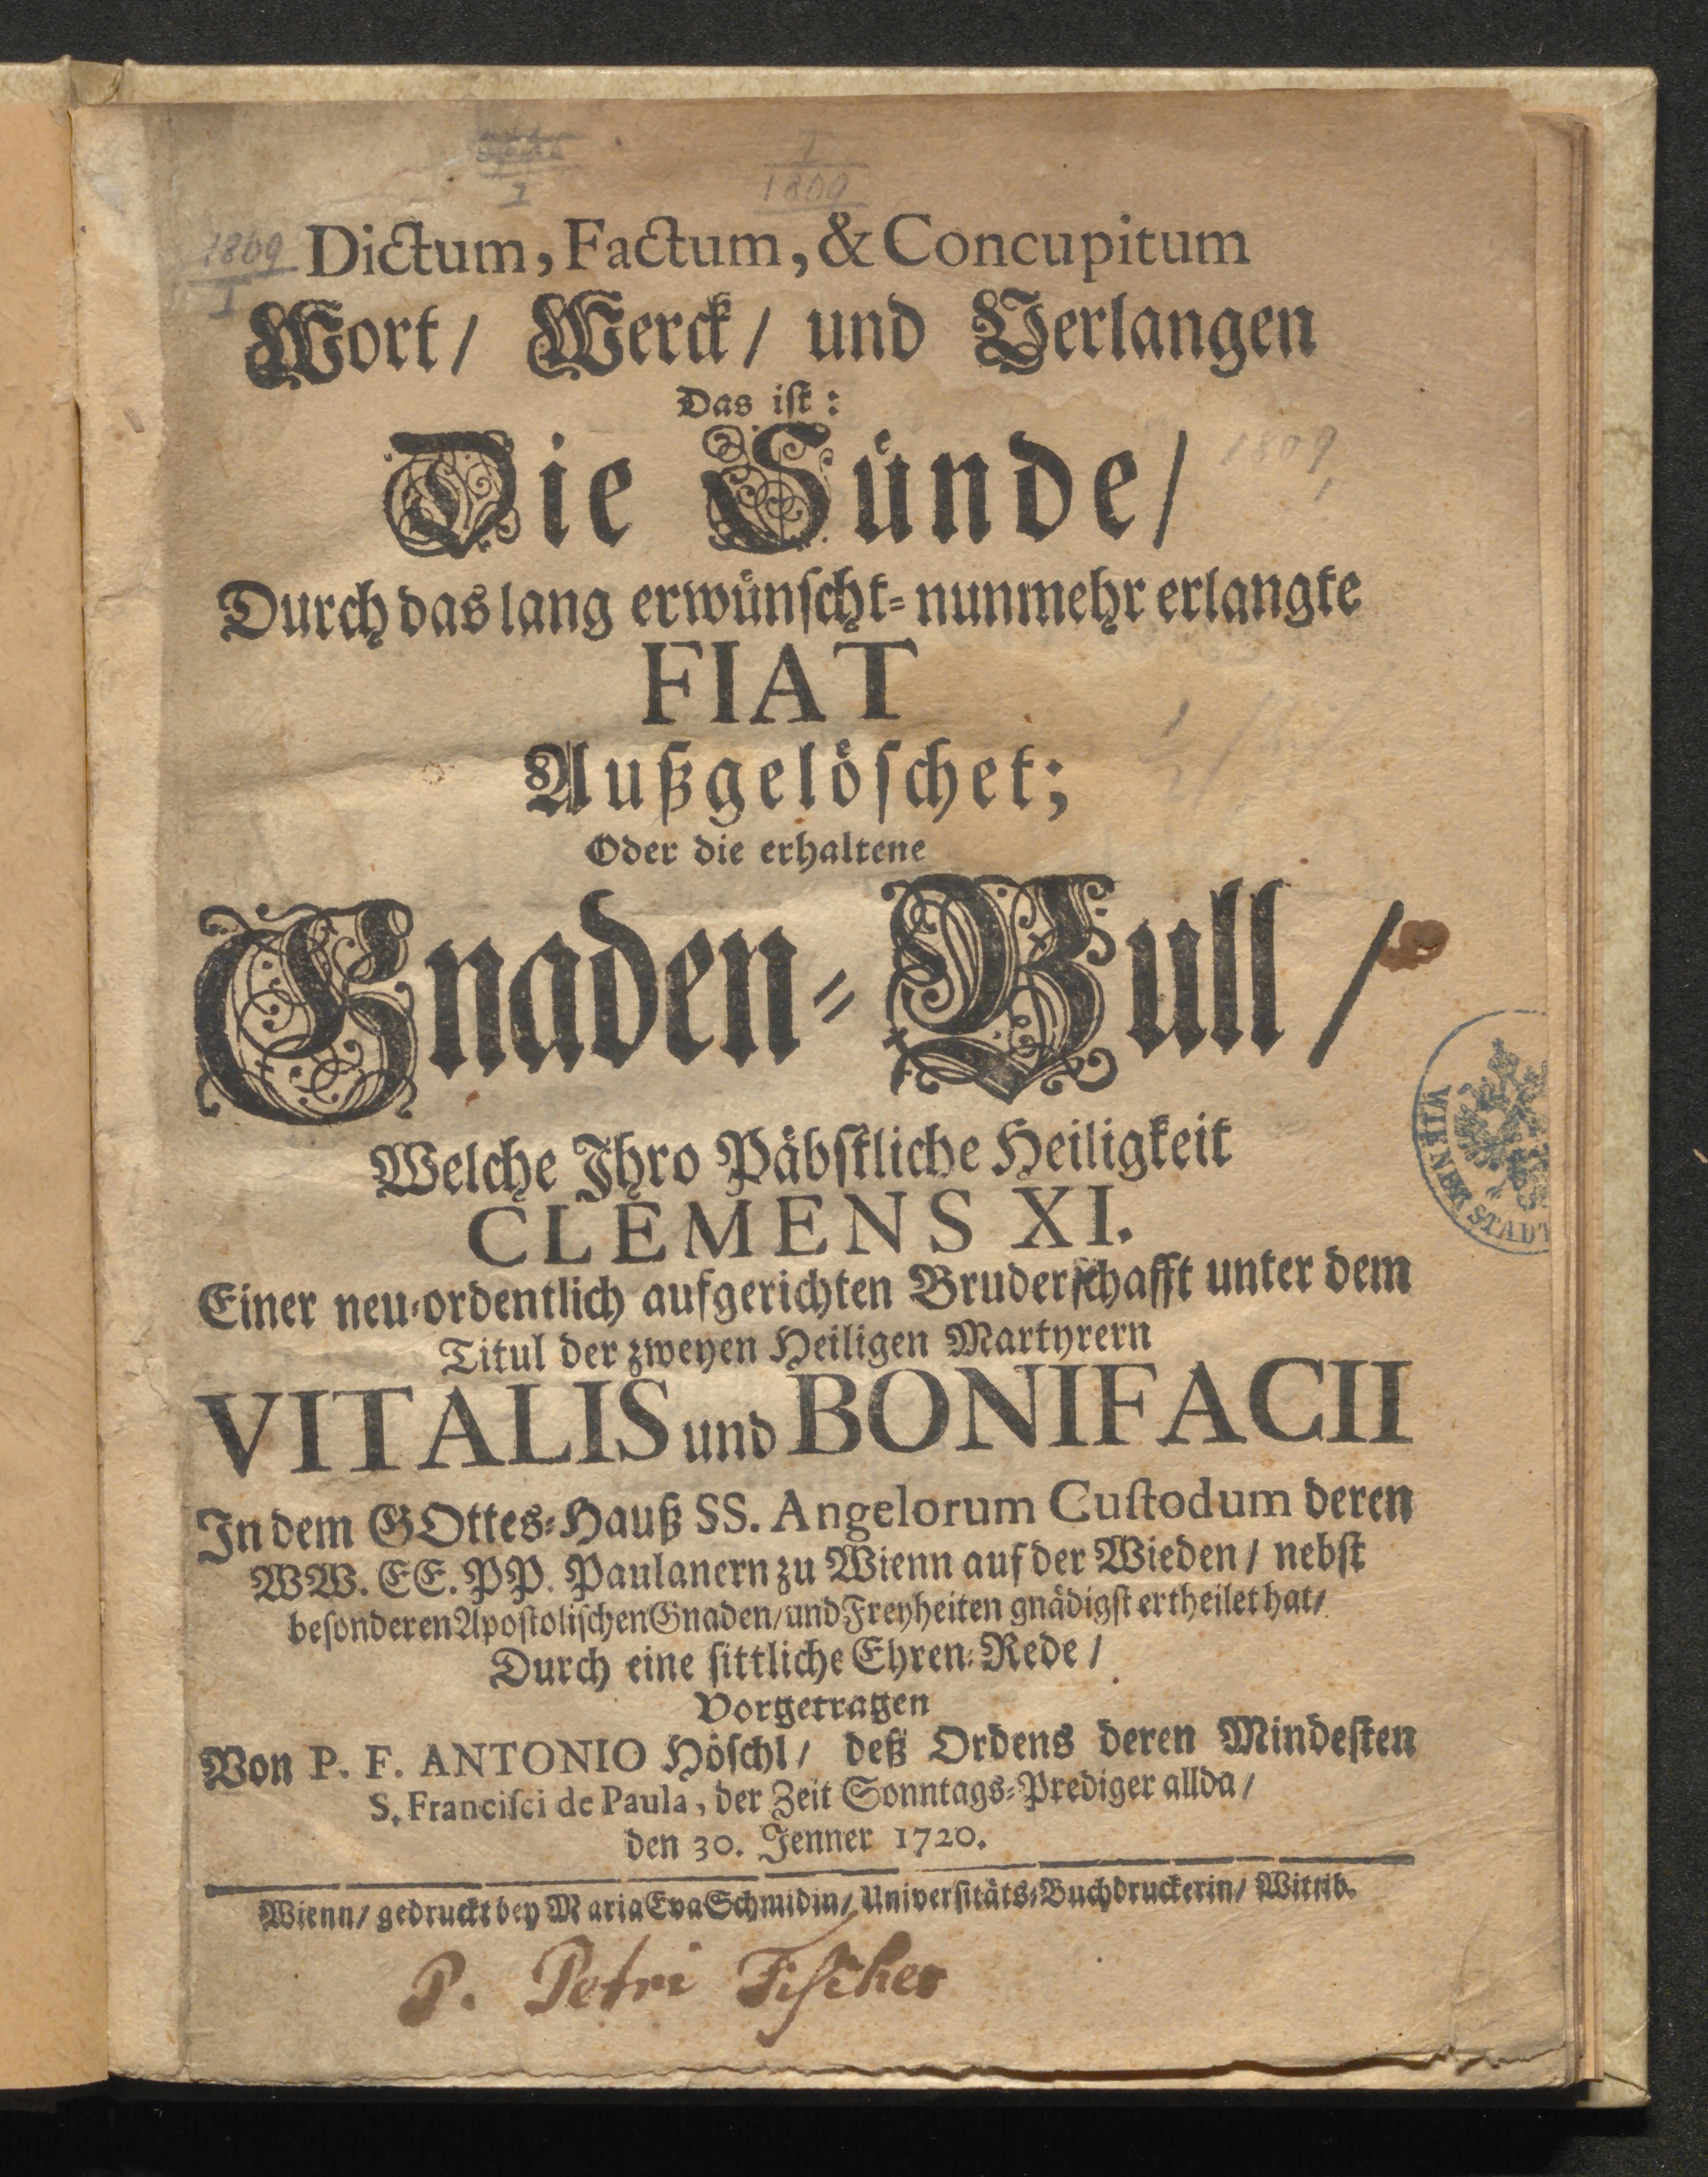 1809
I
I
1809
I
Dictum, Factum, & Concupitum
Wort/ Werck/ und Verlangen
Das iſt:
Die Sünde/
1809
Durch das lang erwünſcht⸗nunmehr erlangte
FIAT
Außgelöſchet;
Oder die erhaltene
Gnaden⸗Bull/
Welche Ihro Päbſtliche Heiligkeit
CLEMENS XI.
Einer neu⸗ordentlich aufgerichten Bruderſchafft unter dem
Titul der zweyen Heiligen Martyrern
VITALIS und BONIFACII
In dem GOttes⸗Hauß SS. Angelorum Cuſtodum deren
WW. EE. PP. Paulanern zu Wienn auf der Wieden/ nebſt
beſonderen Apoſtoliſchen Gnaden/ und Freyheiten gnädigſt ertheilet hat/
Durch eine ſittliche Ehren⸗Rede/
Vorgetragen
Von P. F. ANTONIO Höſchl/ deß Ordens deren Mindeſten
S. Franciſci de Paula, der Zeit Sonntags⸗Prediger allda/
den 30. Jenner 1720.
Wienn/ gedruckt bey Maria Eva Schmidin/ Univerſitäts⸗Buchdruckerin/ Wittib.
P. Petri Fiſcher
WIENER STADT